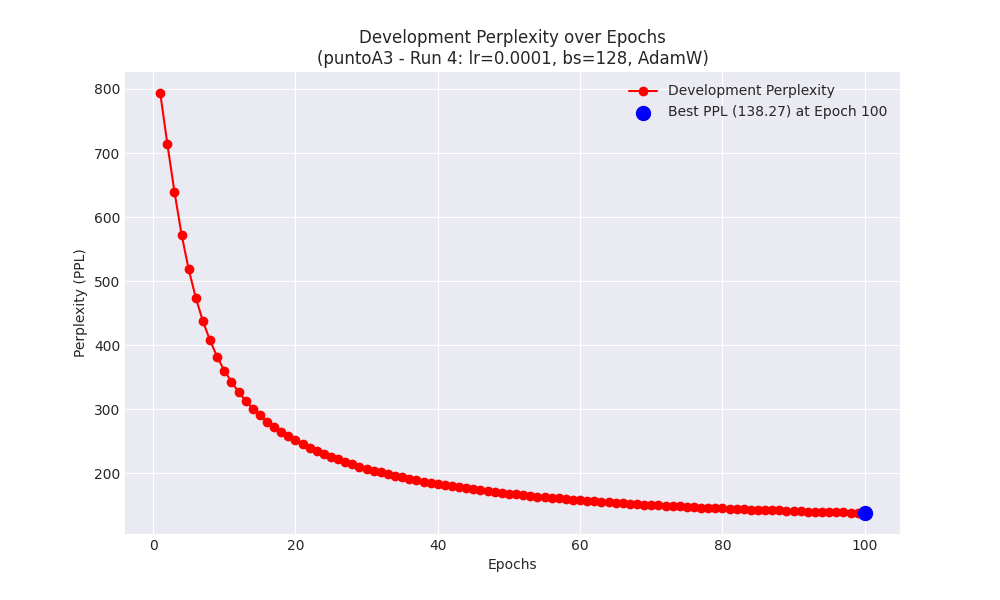 Development Perplexity over Epochs
(puntoA3 - Run 4: lr=0.0001, bs=128, AdamW)
Development Perplexity
Best PPL (138.27) at Epoch 100
Perplexity (PPL)
800
700
600
500
400
300
200
0 20 40 60 80 100
Epochs